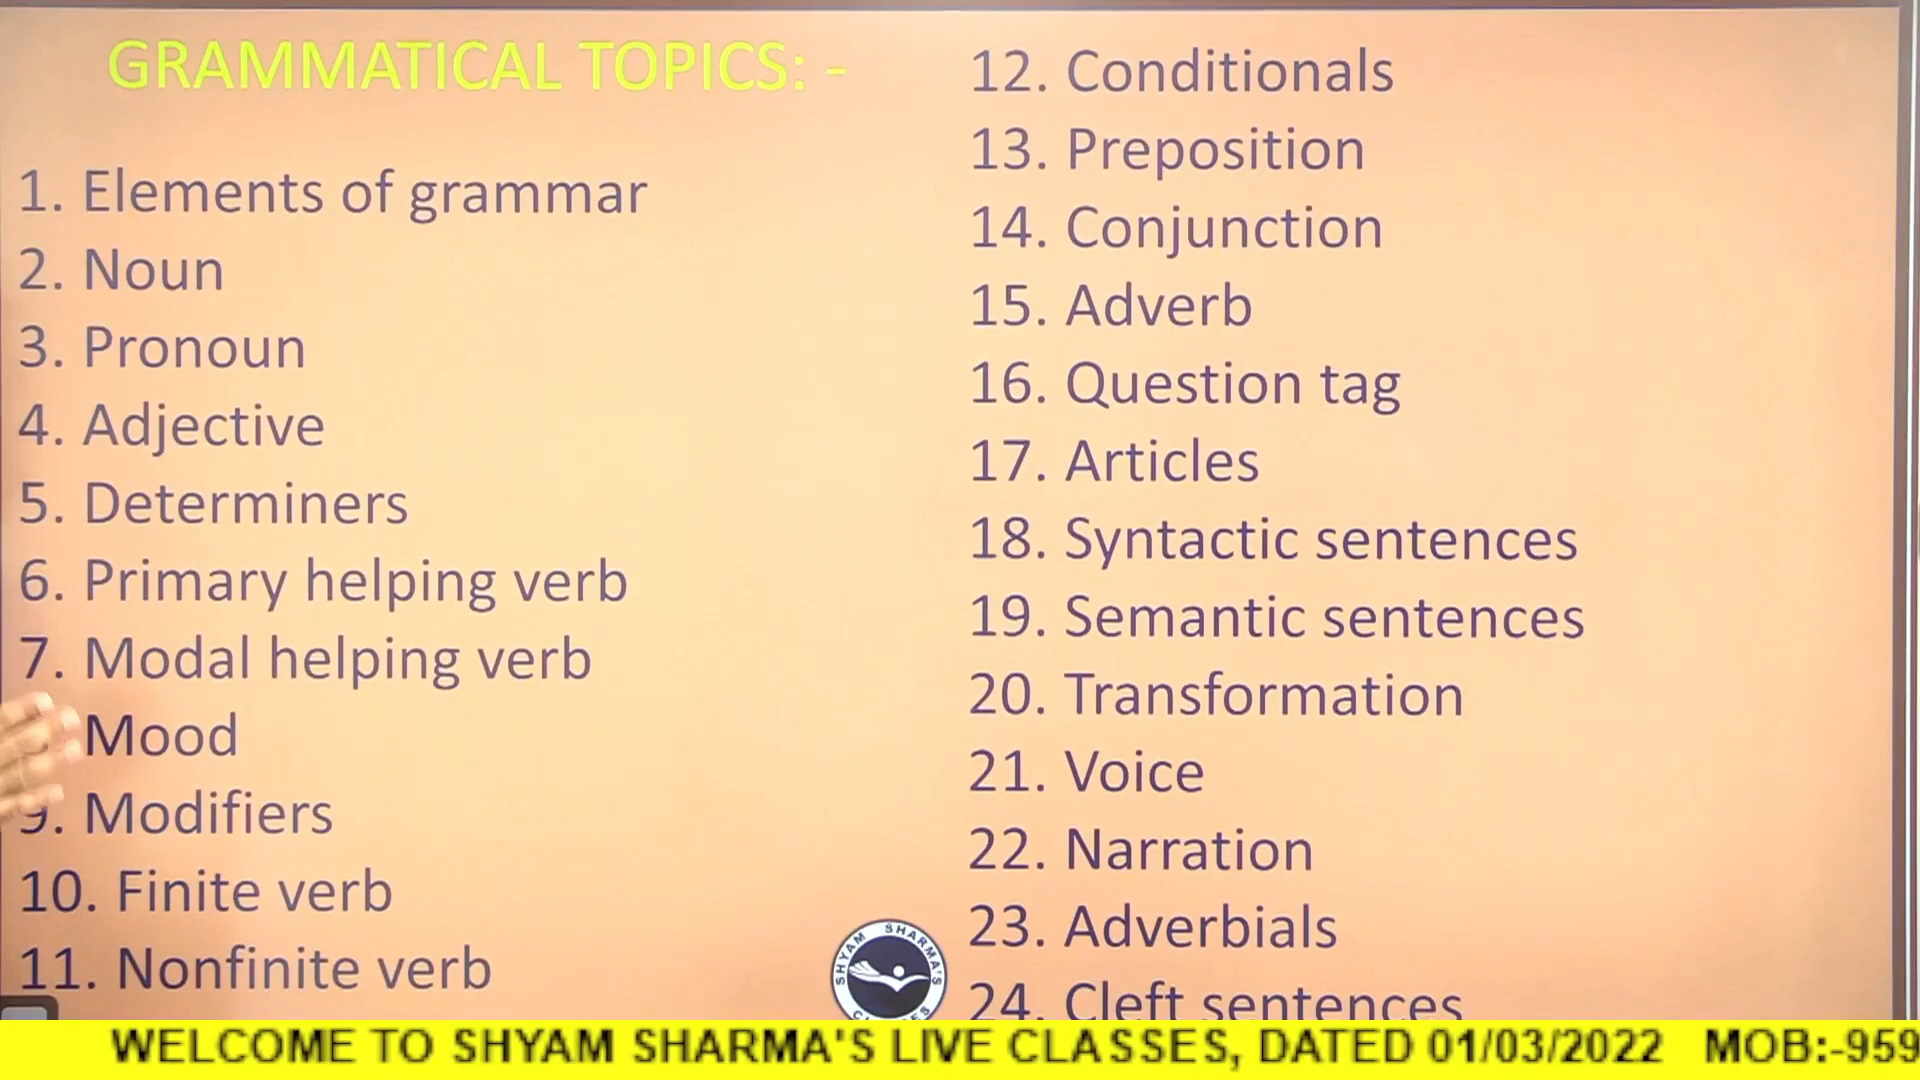 GRAMMATICAL TOPICS: -
1. Elements of grammar
2. Noun
3. Pronoun
4. Adjective
5. Determiners
6. Primary helping verb
7. Modal helping verb
Mood
9. Modifiers
10. Finite verb
11. Nonfinite verb
12. Conditionals
13. Preposition
14. Conjunction
15. Adverb
16. Question tag
17. Articles
18. Syntactic sentences
19. Semantic sentences
20. Transformation
21. Voice
22. Narration
23. Adverbials
24. Cleft sentences
SHYAM SHARMA'S
WELCOME TO SHYAM SHARMA'S LIVE CLASSES, DATED 01/03/2022 MOB:-959